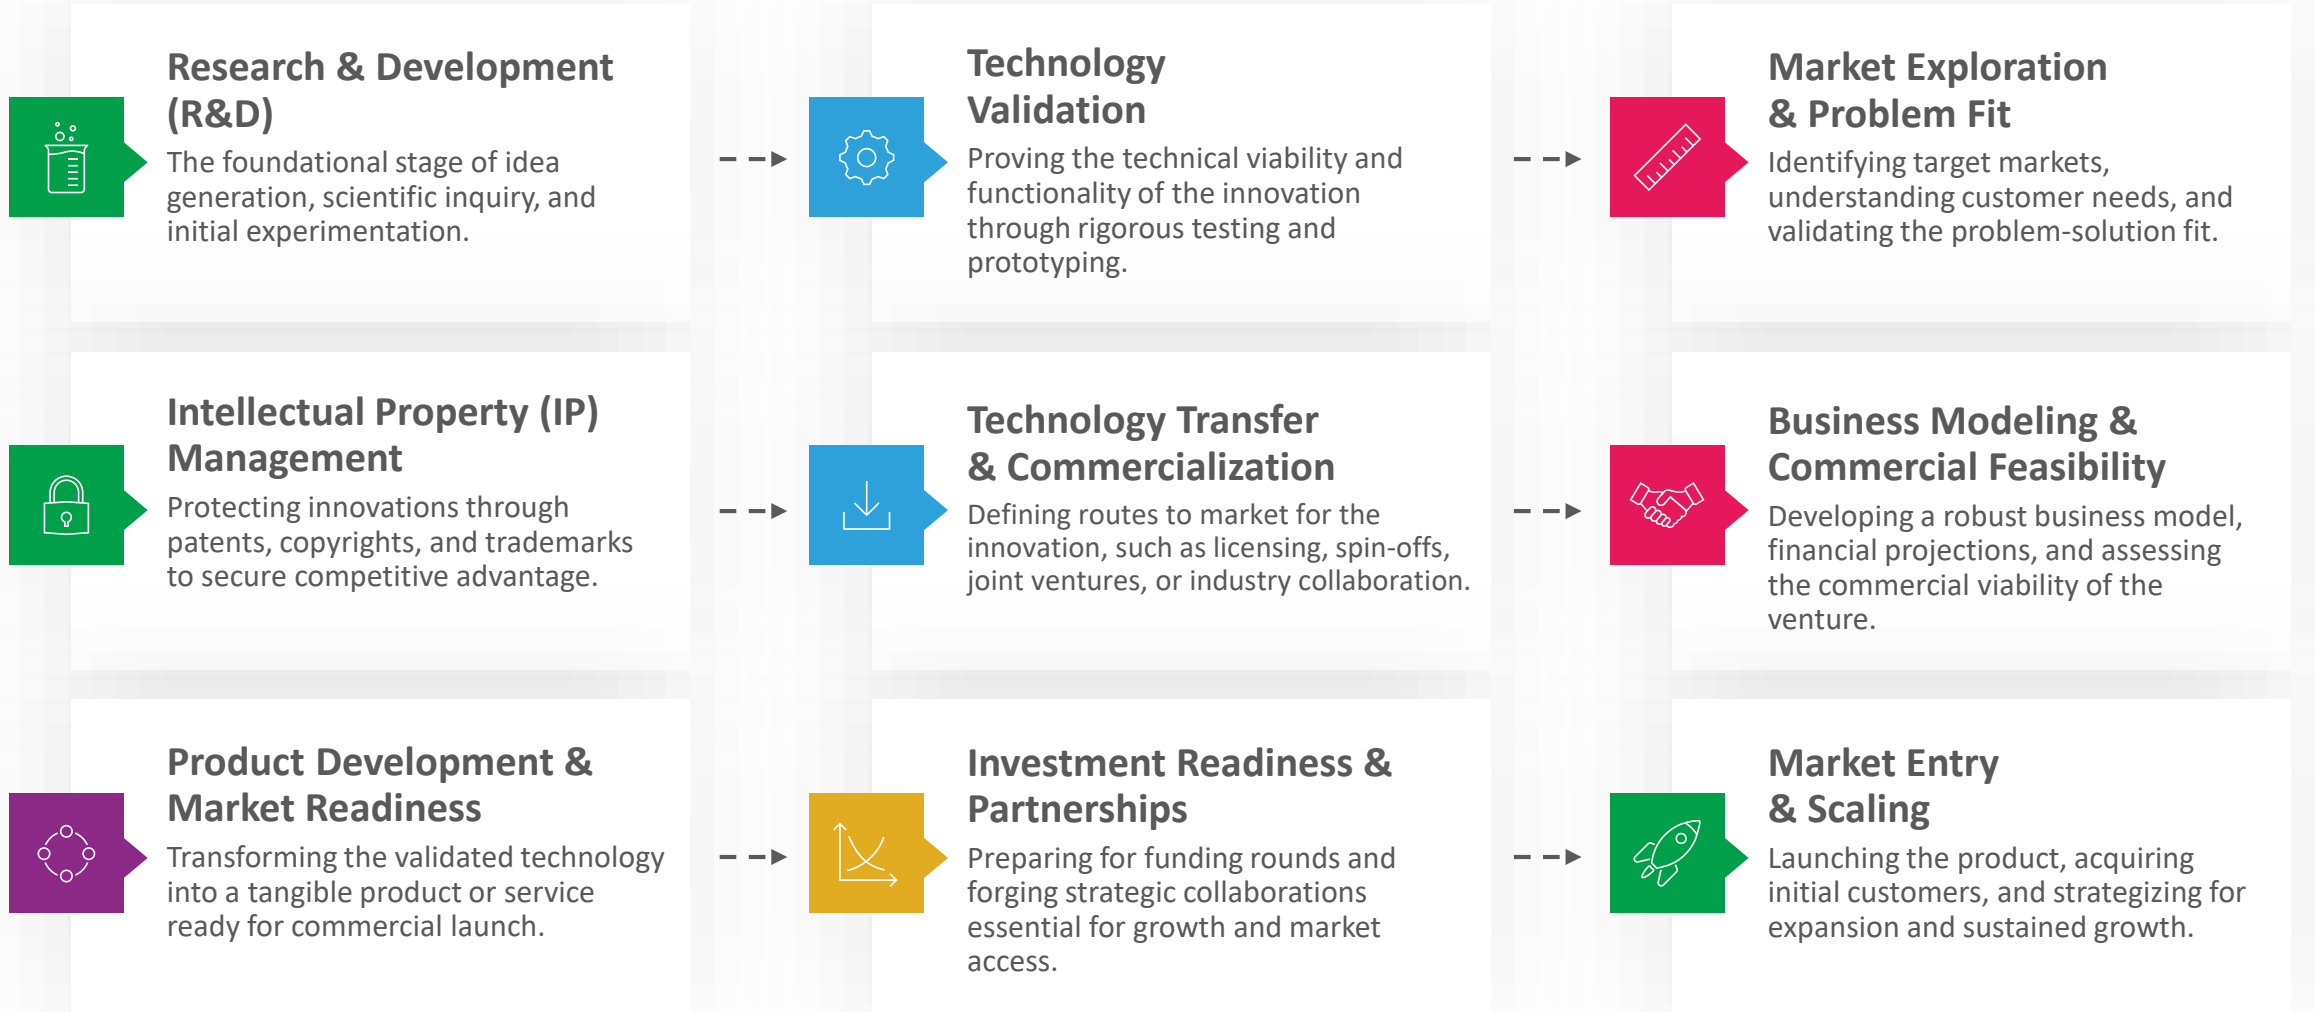 Research & Development
(R&D)
The foundational stage of idea
generation, scientific inquiry, and
initial experimentation.
Technology
Validation
Proving the technical viability and
functionality of the innovation
through rigorous testing and
prototyping.
Market Exploration
& Problem Fit
Identifying target markets,
understanding customer needs, and
validating the problem-solution fit.
Intellectual Property (IP)
Management
Protecting innovations through
patents, copyrights, and trademarks
to secure competitive advantage.
Technology Transfer
& Commercialization
Defining routes to market for the
innovation, such as licensing, spin-offs,
joint ventures, or industry collaboration.
Business Modeling &
Commercial Feasibility
Developing a robust business model,
financial projections, and assessing
the commercial viability of the
venture.
Product Development &
Market Readiness
Transforming the validated technology
into a tangible product or service
ready for commercial launch.
Investment Readiness &
Partnerships
Preparing for funding rounds and
forging strategic collaborations
essential for growth and market
access.
Market Entry
& Scaling
Launching the product, acquiring
initial customers, and strategizing for
expansion and sustained growth.